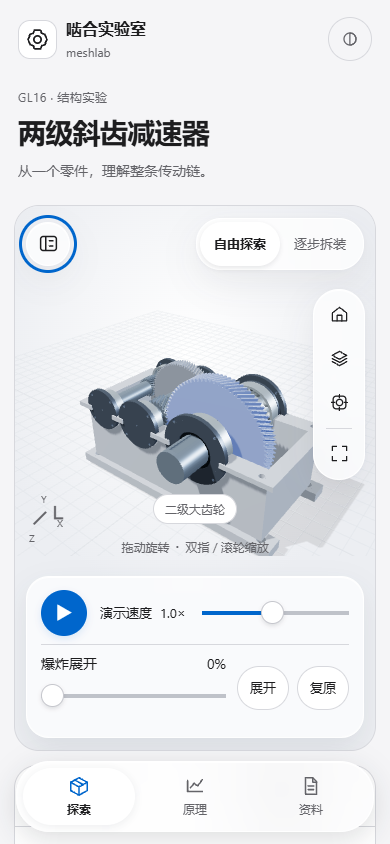 啮合实验室
meshlab
GL16 · 结构实验
两级斜齿减速器
从一个零件，理解整条传动链。
自由探索
逐步拆装
二级大齿轮
Y
X
Z
拖动旋转 · 双指 / 滚轮缩放
演示速度 1.0×
爆炸展开 0%
展开
复原
探索
原理
资料